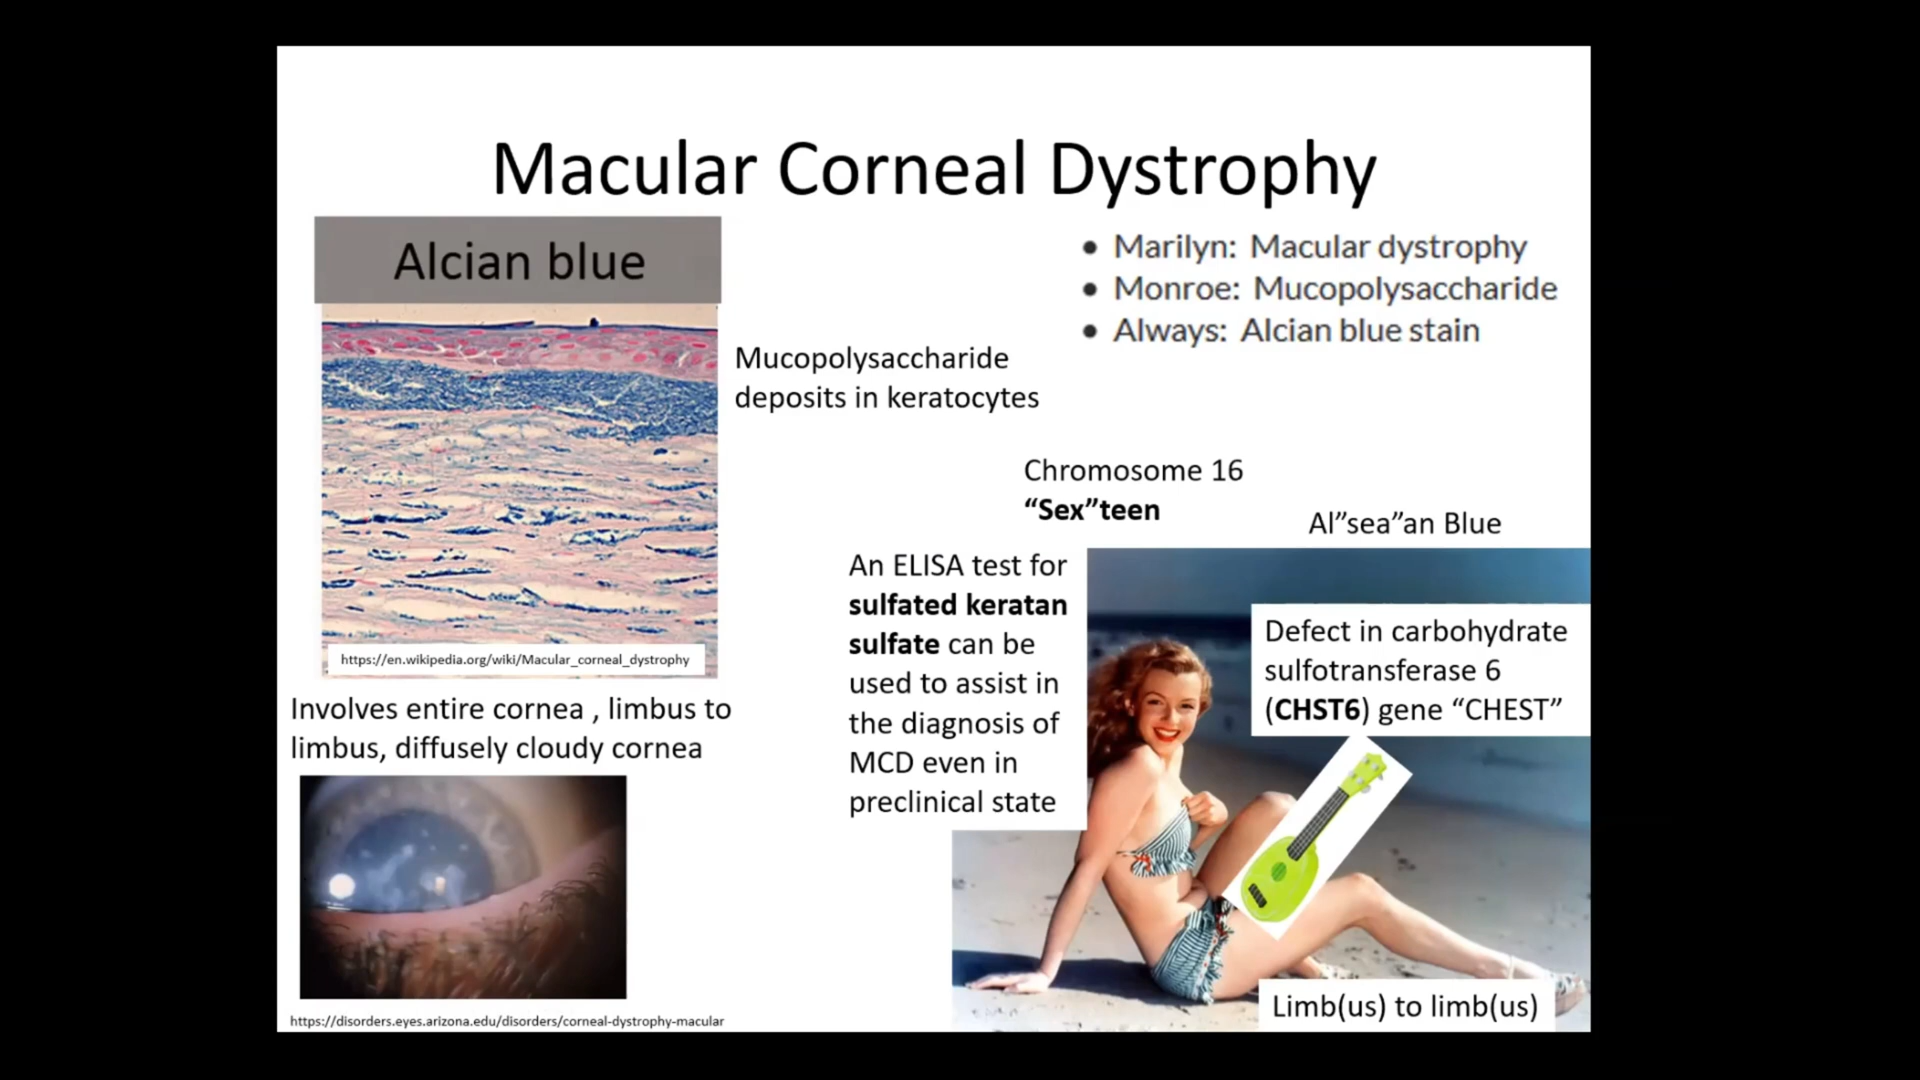 Macular Corneal Dystrophy
Alcian blue
• Marilyn: Macular dystrophy
• Monroe: Mucopolysaccharide
• Always: Alcian blue stain
Mucopolysaccharide
deposits in keratocytes
https://en.wikipedia.org/wiki/Macular_corneal_dystrophy
Involves entire cornea , limbus to
limbus, diffusely cloudy cornea
https://disorders.eyes.arizona.edu/disorders/corneal-dystrophy-macular
Chromosome 16
“Sex”teen
Al”sea”an Blue
An ELISA test for
sulfated keratan
sulfate can be
used to assist in
the diagnosis of
MCD even in
preclinical state
Defect in carbohydrate
sulfotransferase 6
(CHST6) gene “CHEST”
Limb(us) to limb(us)